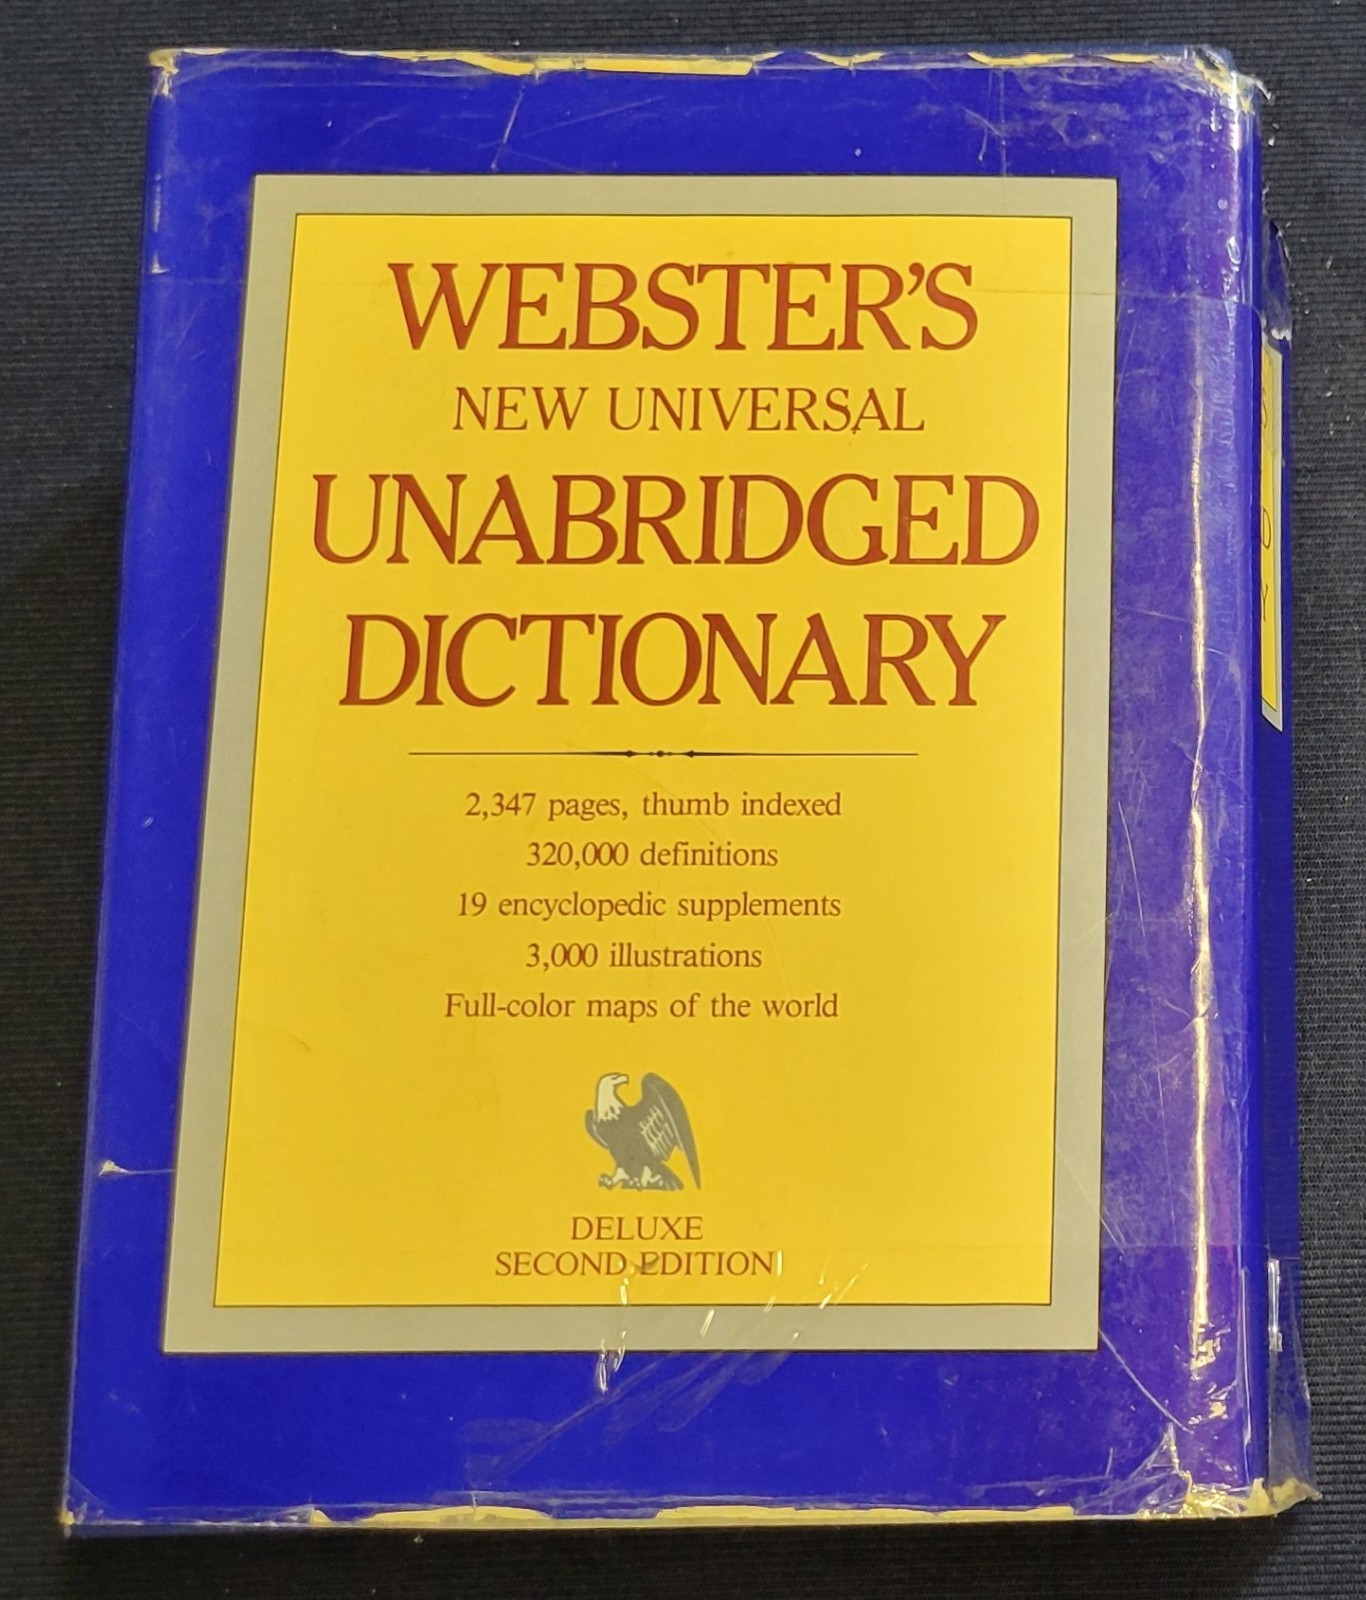 WEBSTER'S
NEW UNIVERSAL
UNABRIDGED
DICTIONARY
2,347 pages, thumb indexed
320,000 definitions
19 encyclopedic supplements
3,000 illustrations
Full-color maps of the world
DELUXE
SECOND EDITION